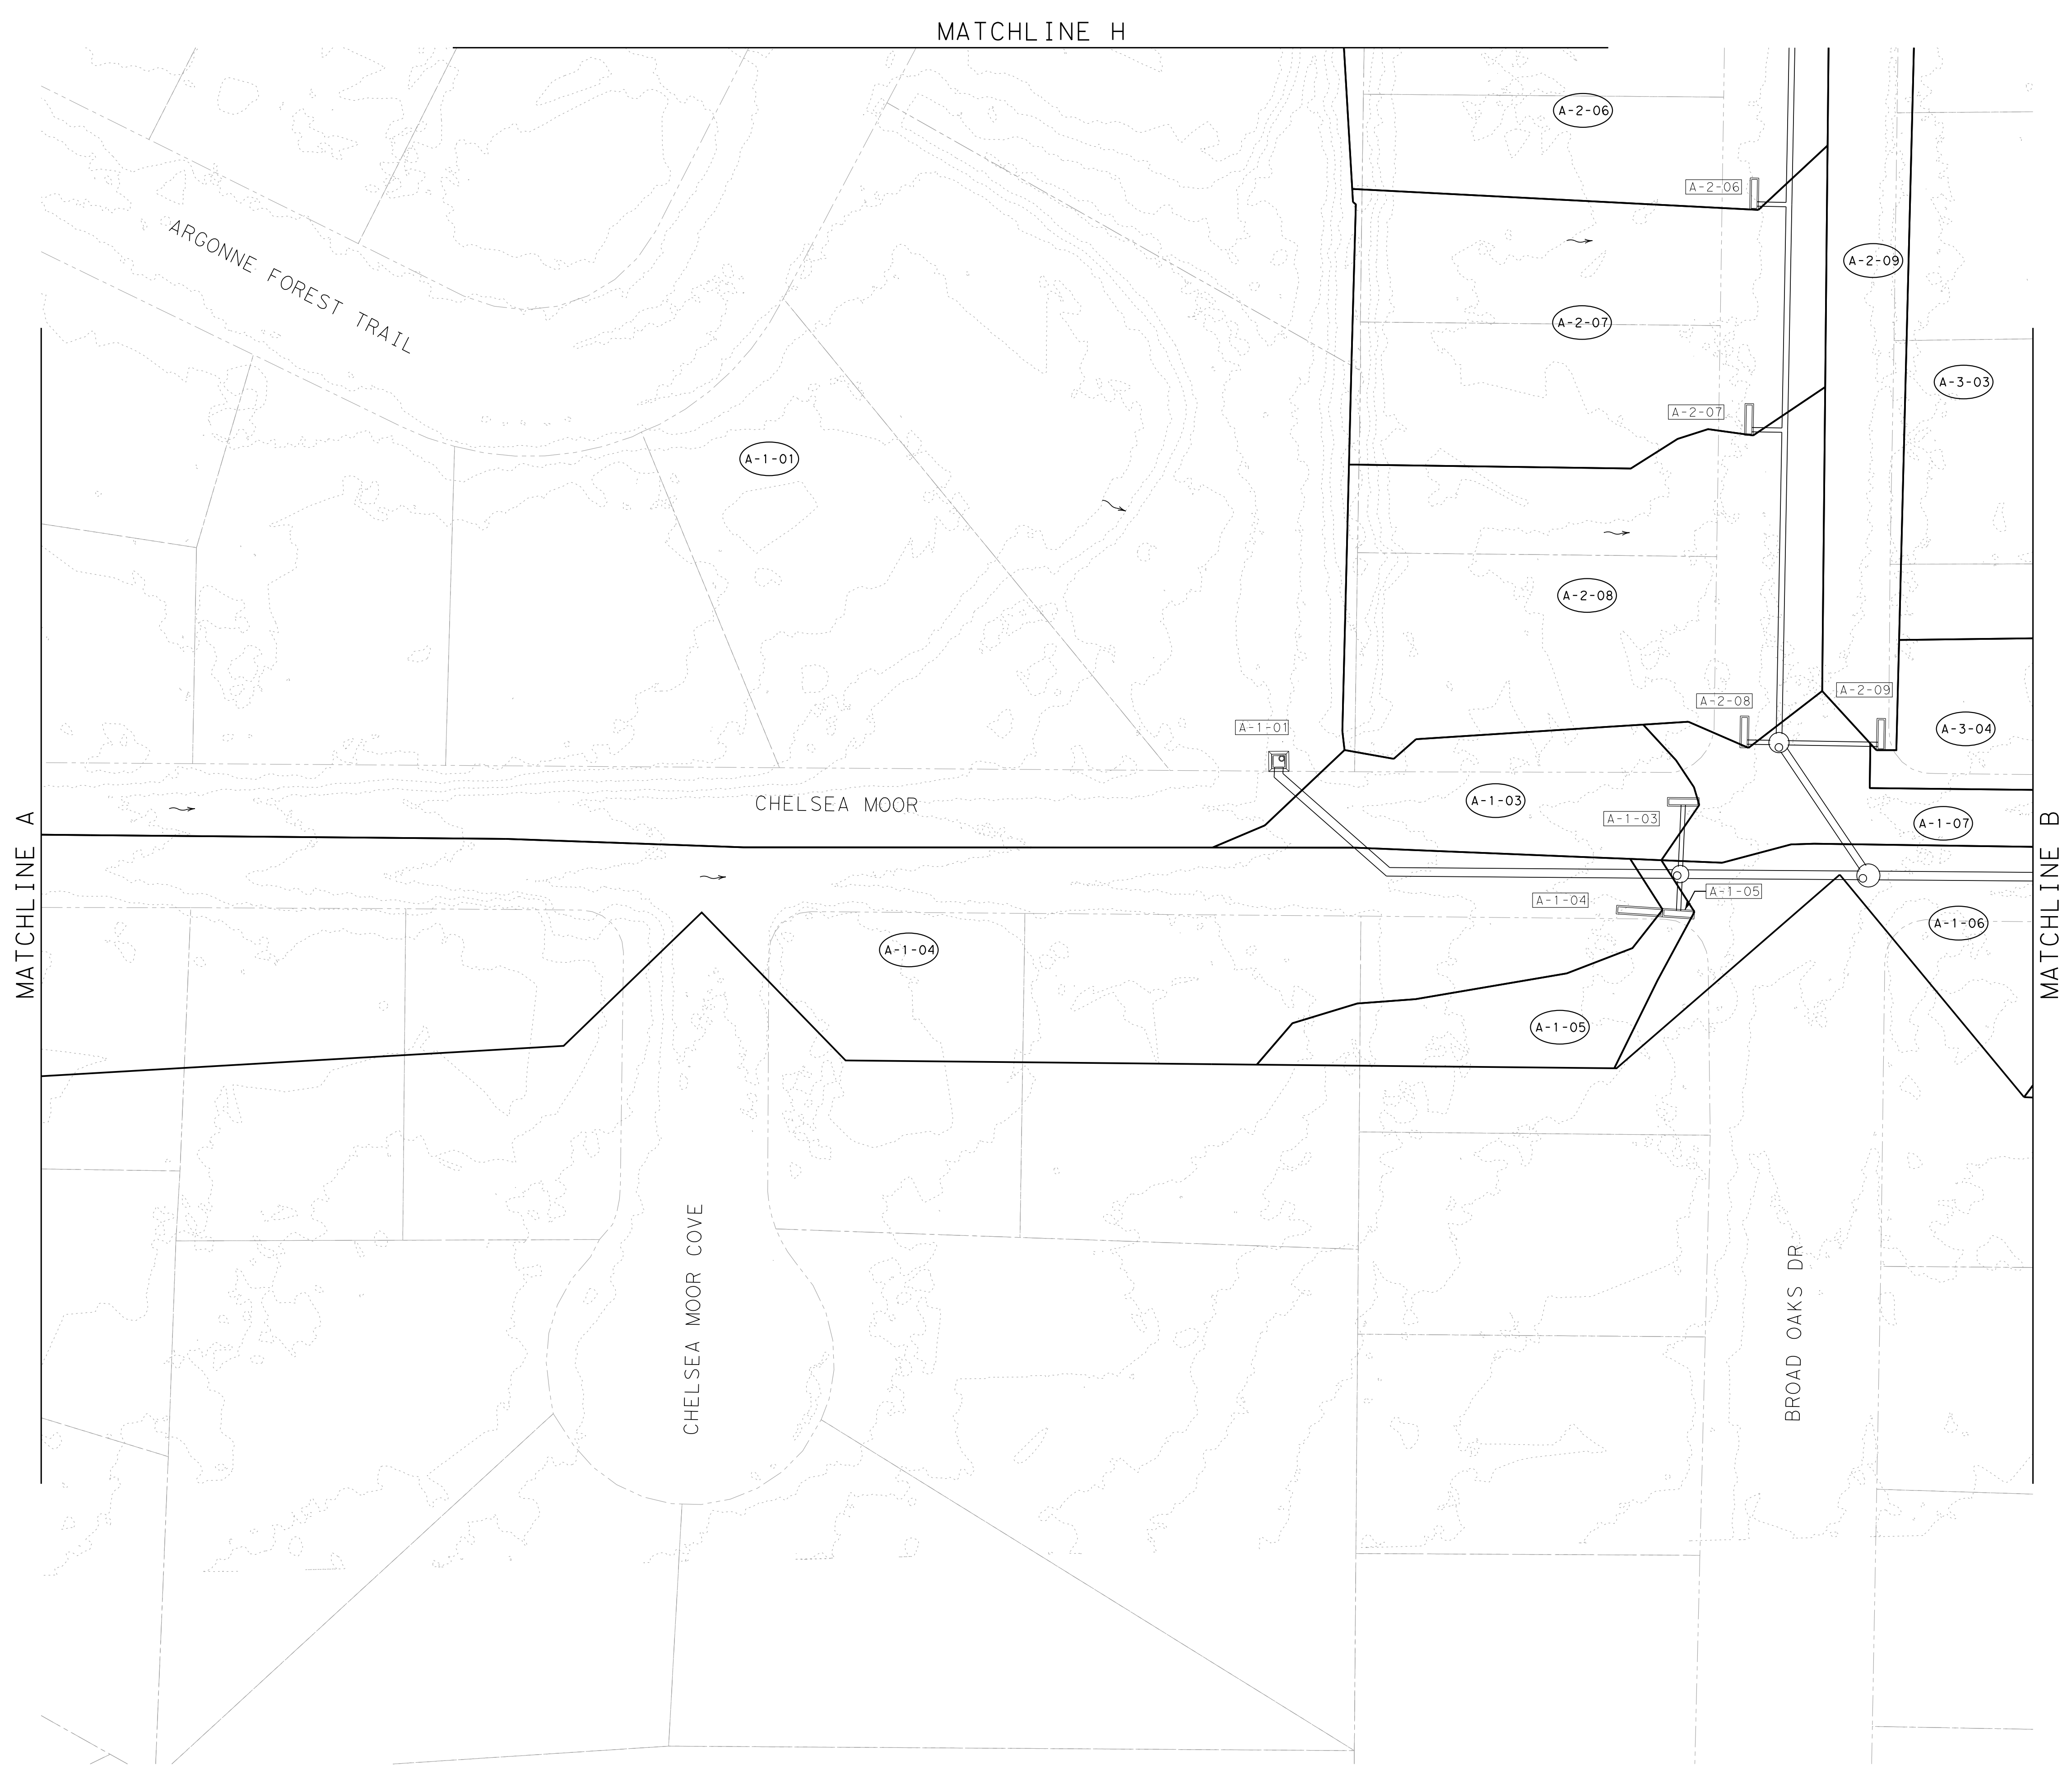 MATCHLINE H
A-2-06
A-2-06
ARGONNE FOREST TRAIL
A-2-09
A-2-07
A-3-03
A-2-07
A-1-01
A-2-08
A-2-09
A-2-08
A-1-01
A-3-04
A-1-03
CHELSEA MOOR
A-1-03
A-1-07
MATCHLINE A
MATCHLINE B
A-1-05
A-1-04
A-1-06
A-1-04
A-1-05
CHELSEA MOOR COVE
BROAD OAKS DR